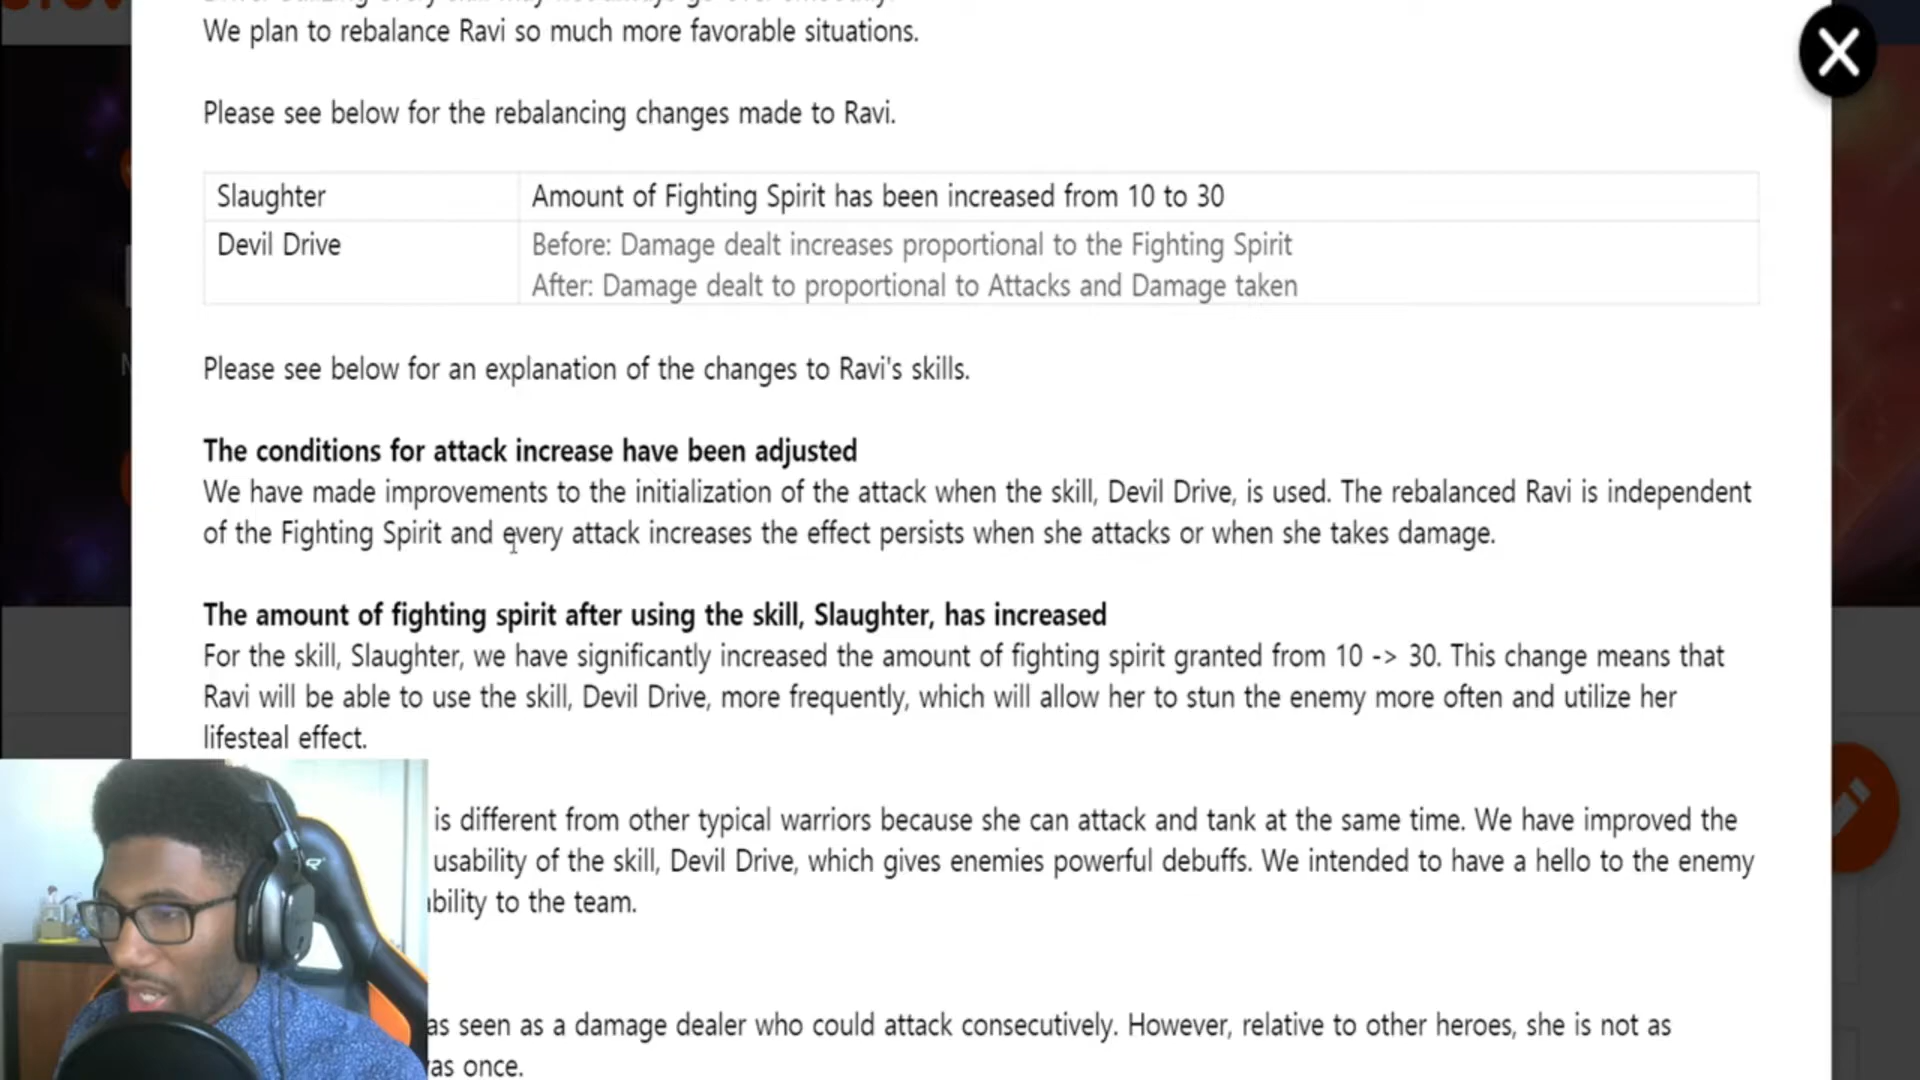 We plan to rebalance Ravi so much more favorable situations.
Please see below for the rebalancing changes made to Ravi.
Slaughter
Amount of Fighting Spirit has been increased from 10 to 30
Devil Drive
Before: Damage dealt increases proportional to the Fighting Spirit
After: Damage dealt to proportional to Attacks and Damage taken
Please see below for an explanation of the changes to Ravi's skills.
The conditions for attack increase have been adjusted
We have made improvements to the initialization of the attack when the skill, Devil Drive, is used. The rebalanced Ravi is independent
of the Fighting Spirit and every attack increases the effect persists when she attacks or when she takes damage.
The amount of fighting spirit after using the skill, Slaughter, has increased
For the skill, Slaughter, we have significantly increased the amount of fighting spirit granted from 10 -> 30. This change means that
Ravi will be able to use the skill, Devil Drive, more frequently, which will allow her to stun the enemy more often and utilize her
lifesteal effect.
is different from other typical warriors because she can attack and tank at the same time. We have improved the
usability of the skill, Devil Drive, which gives enemies powerful debuffs. We intended to have a hello to the enemy
bility to the team.
as seen as a damage dealer who could attack consecutively. However, relative to other heroes, she is not as
as once.